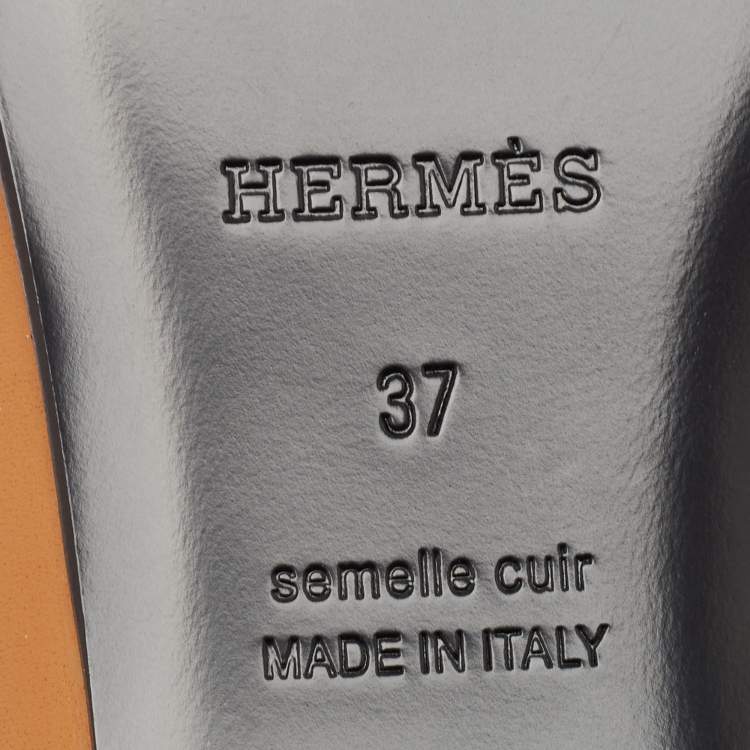 HERMÈS
37
semelle cuir
MADE IN ITALY